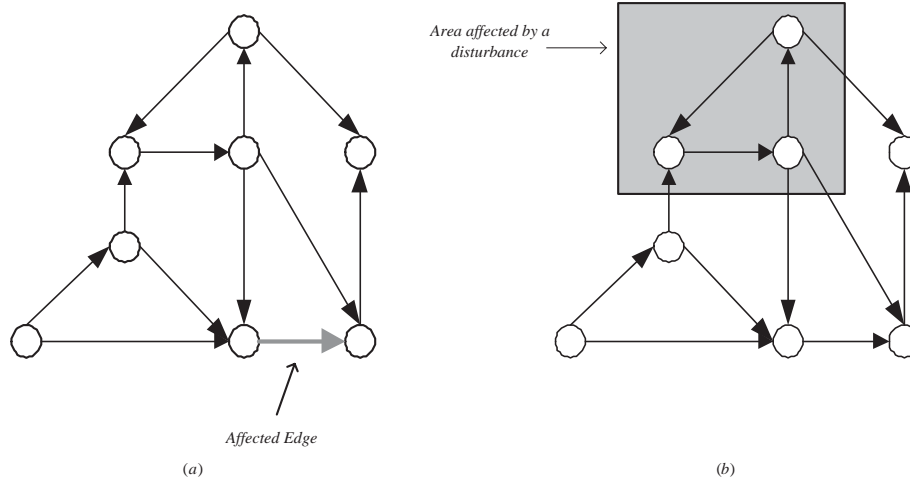 Area affected by a
disturbance
Affected Edge
(a)
(b)